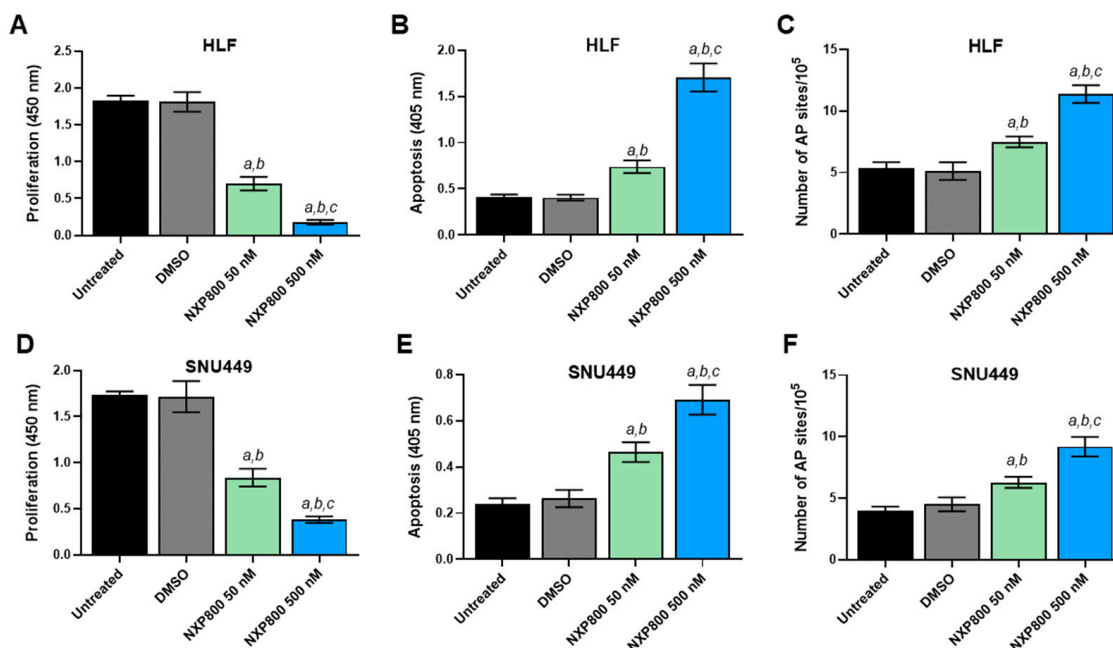 A
HLF
Proliferation (450 nm)
2.5
2.0
1.5
1.0
0.5
0.0
a,b
a,b,c
Untreated
DMSO
NXP800 50 nM
NXP800 500 nM
B
HLF
Apoptosis (405 nm)
2.0
1.5
1.0
0.5
0.0
a,b
a,b,c
Untreated
DMSO
NXP800 50 nM
NXP800 500 nM
C
HLF
Number of AP sites/10⁵
15
10
5
0
a,b
a,b,c
Untreated
DMSO
NXP800 50 nM
NXP800 500 nM
D
SNU449
Proliferation (450 nm)
2.0
1.5
1.0
0.5
0.0
a,b
a,b,c
Untreated
DMSO
NXP800 50 nM
NXP800 500 nM
E
SNU449
Apoptosis (405 nm)
0.8
0.6
0.4
0.2
0.0
a,b
a,b,c
Untreated
DMSO
NXP800 50 nM
NXP800 500 nM
F
SNU449
Number of AP sites/10⁵
15
10
5
0
a,b
a,b,c
Untreated
DMSO
NXP800 50 nM
NXP800 500 nM